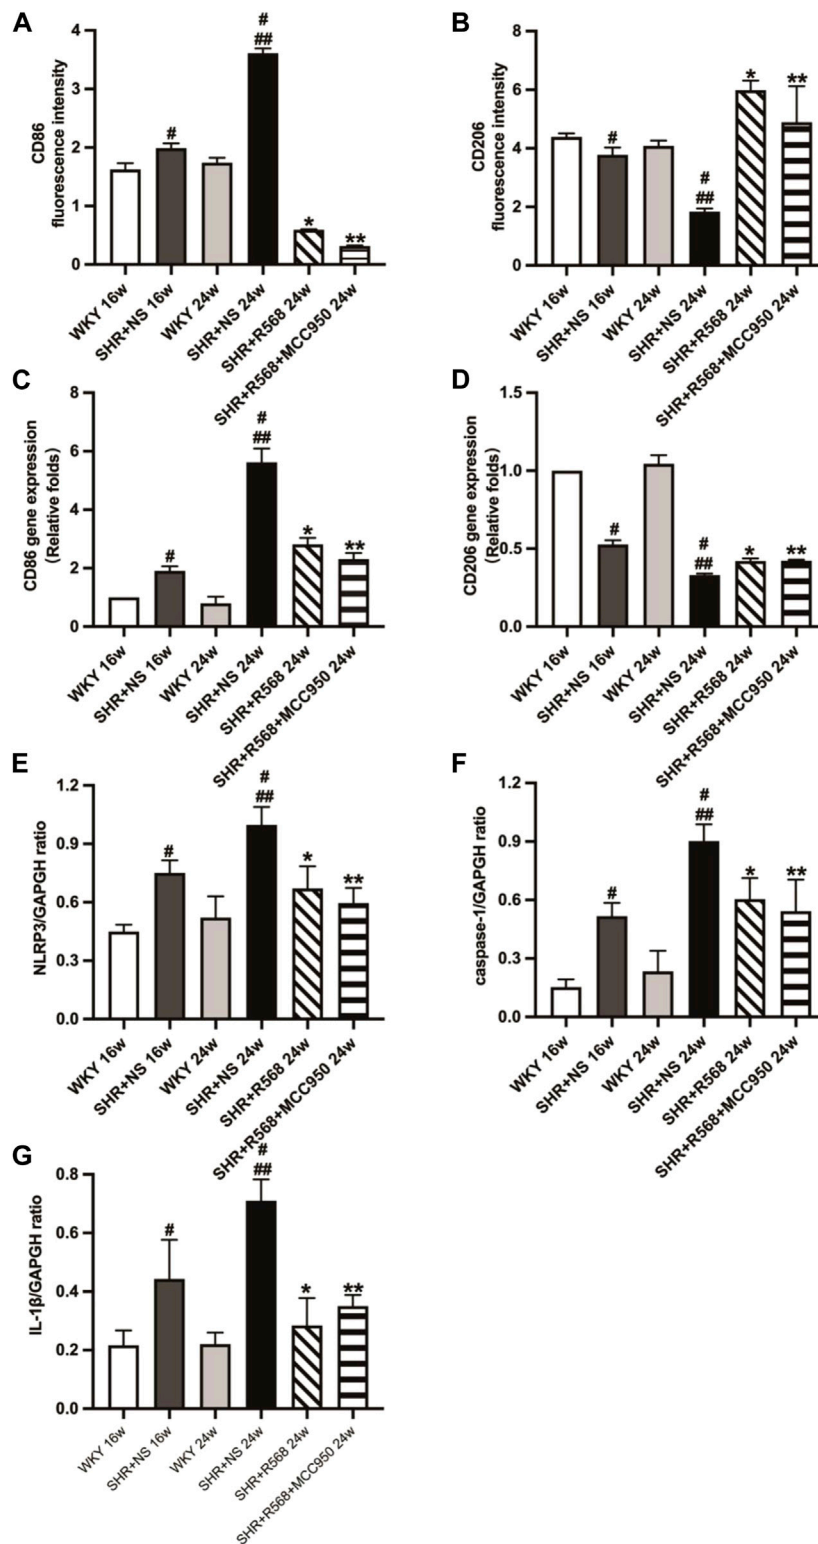 A
CD86
fluorescence intensity
4
3
2
1
0
#
#
##
*
**
WKY 16w
SHR+NS 16w
WKY 24w
SHR+NS 24w
SHR+R568 24w
SHR+R568+MCC950 24w
B
CD206
fluorescence intensity
8
6
4
2
0
#
#
##
*
**
WKY 16w
SHR+NS 16w
WKY 24w
SHR+NS 24w
SHR+R568 24w
SHR+R568+MCC950 24w
C
CD86 gene expression
(Relative folds)
8
6
4
2
0
#
#
##
*
**
WKY 16w
SHR+NS 16w
WKY 24w
SHR+NS 24w
SHR+R568 24w
SHR+R568+MCC950 24w
D
CD206 gene expression
(Relative folds)
1.5
1.0
0.5
0.0
#
#
##
*
**
WKY 16w
SHR+NS 16w
WKY 24w
SHR+NS 24w
SHR+R568 24w
SHR+R568+MCC950 24w
E
NLRP3/GAPGH ratio
1.2
0.9
0.6
0.3
0.0
#
#
##
*
**
WKY 16w
SHR+NS 16w
WKY 24w
SHR+NS 24w
SHR+R568 24w
SHR+R568+MCC950 24w
F
caspase-1/GAPGH ratio
1.2
0.9
0.6
0.3
0.0
#
#
##
*
**
WKY 16w
SHR+NS 16w
WKY 24w
SHR+NS 24w
SHR+R568 24w
SHR+R568+MCC950 24w
G
IL-1β/GAPGH ratio
0.8
0.6
0.4
0.2
0.0
#
#
##
*
**
WKY 16w
SHR+NS 16w
WKY 24w
SHR+NS 24w
SHR+R568 24w
SHR+R568+MCC950 24w